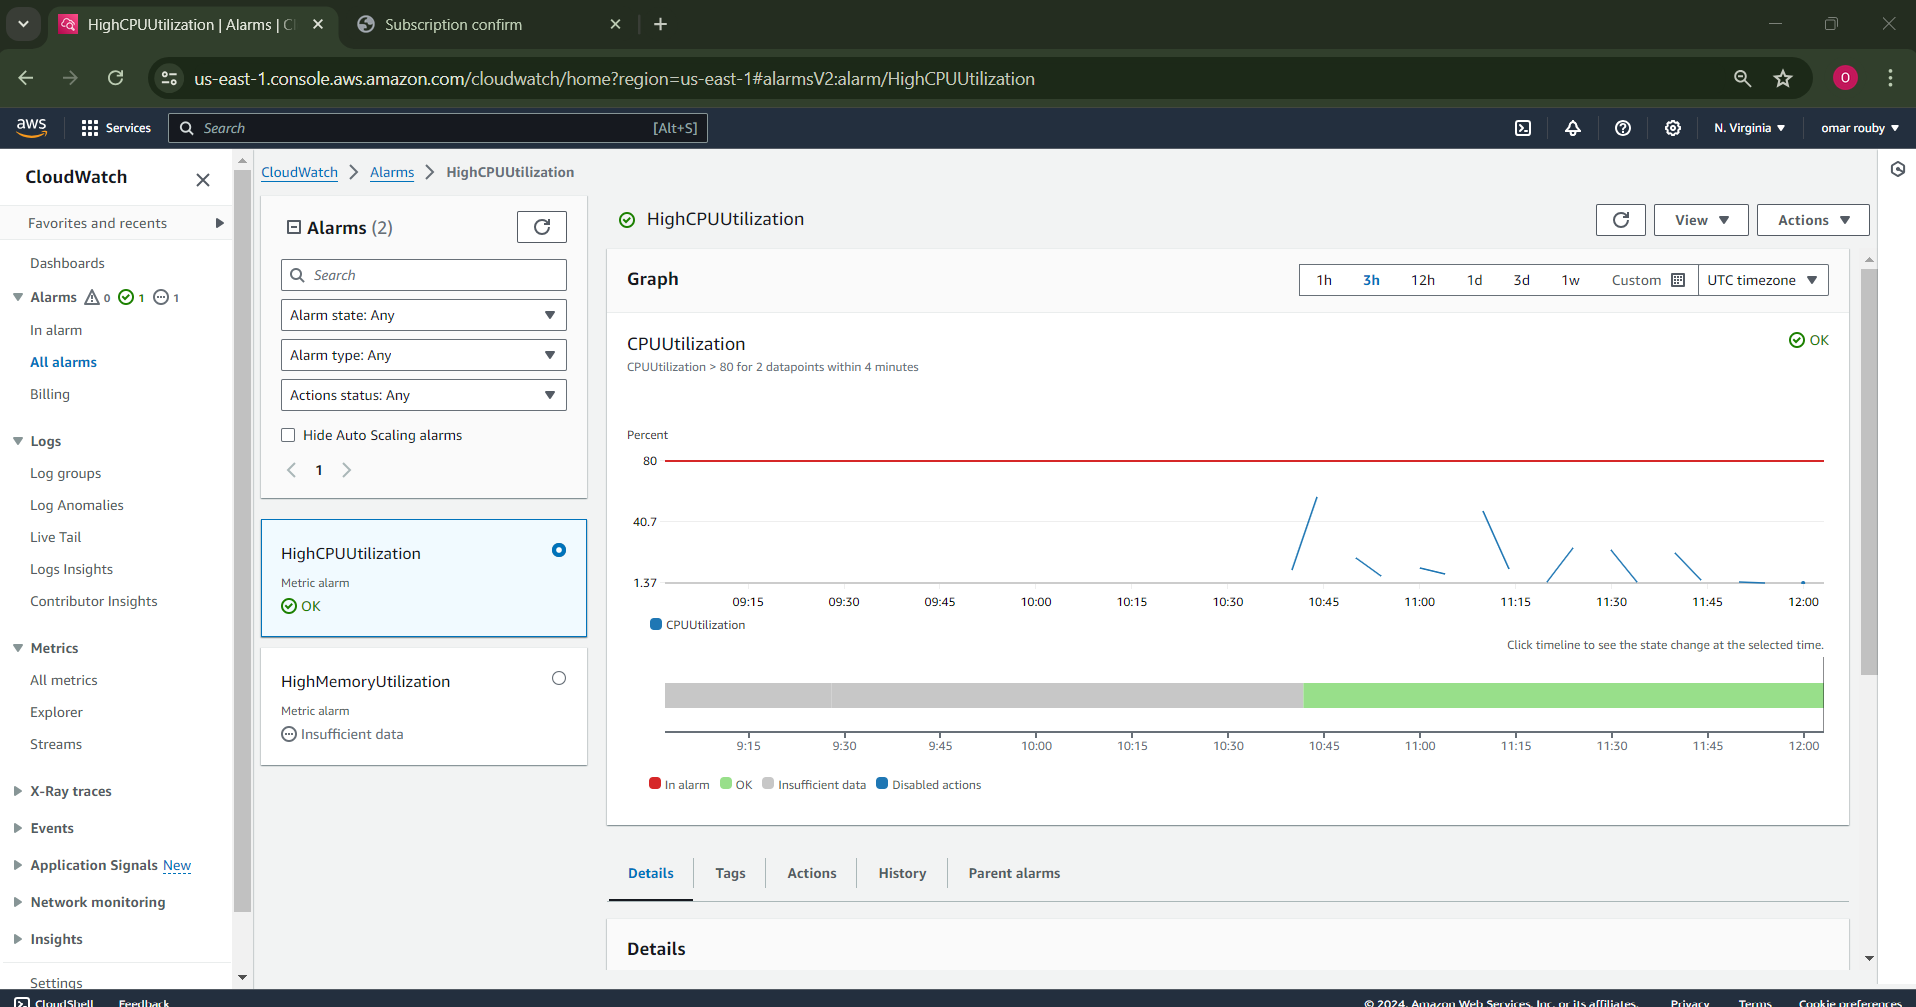 HighCPUUtilization | Alarms | Cl
Subscription confirm
us-east-1.console.aws.amazon.com/cloudwatch/home?region=us-east-1#alarmsV2:alarm/HighCPUUtilization
O
aws
Services
Search
[Alt+S]
N. Virginia
omar rouby
CloudWatch
Favorites and recents
Dashboards
Alarms 0 1 1
In alarm
All alarms
Billing
Logs
Log groups
Log Anomalies
Live Tail
Logs Insights
Contributor Insights
Metrics
All metrics
Explorer
Streams
X-Ray traces
Events
Application Signals New
Network monitoring
Insights
Settings
CloudWatch > Alarms > HighCPUUtilization
Alarms (2)
Search
Alarm state: Any
Alarm type: Any
Actions status: Any
Hide Auto Scaling alarms
1
HighCPUUtilization
Metric alarm
OK
HighMemoryUtilization
Metric alarm
Insufficient data
HighCPUUtilization
View
Actions
Graph
1h 3h 12h 1d 3d 1w Custom UTC timezone
CPUUtilization
OK
CPUUtilization > 80 for 2 datapoints within 4 minutes
Percent
80
40.7
1.37
09:15 09:30 09:45 10:00 10:15 10:30 10:45 11:00 11:15 11:30 11:45 12:00
CPUUtilization
Click timeline to see the state change at the selected time.
9:15 9:30 9:45 10:00 10:15 10:30 10:45 11:00 11:15 11:30 11:45 12:00
In alarm OK Insufficient data Disabled actions
Details Tags Actions History Parent alarms
Details
CloudShell Feedback
© 2024, Amazon Web Services, Inc. or its affiliates. Privacy Terms Cookie preferences